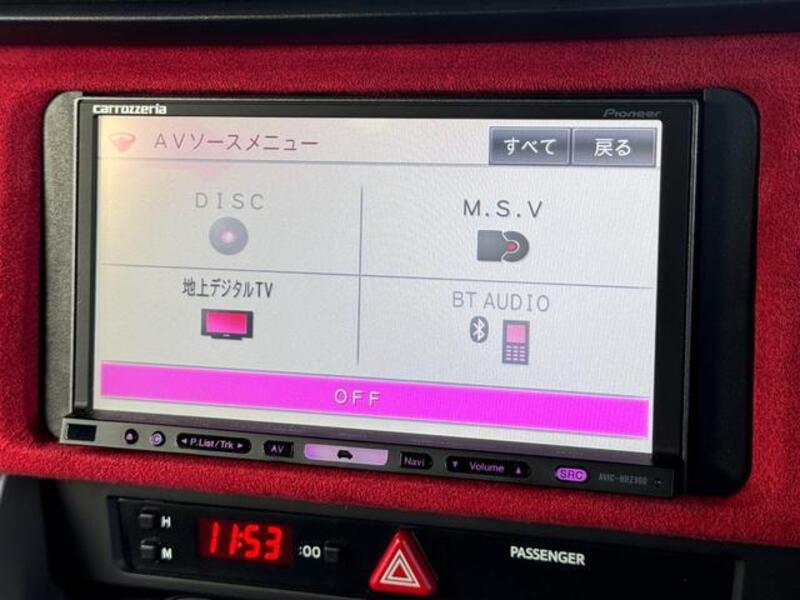 carrozzeria
Pioneer
AVソースメニュー
すべて
戻る
DISC
M.S.V
地上デジタルTV
BT AUDIO
OFF
P.List/Trk
AV
Navi
Volume
SRC
AVIC-HRZ900
H
M
11:53
:00
PASSENGER